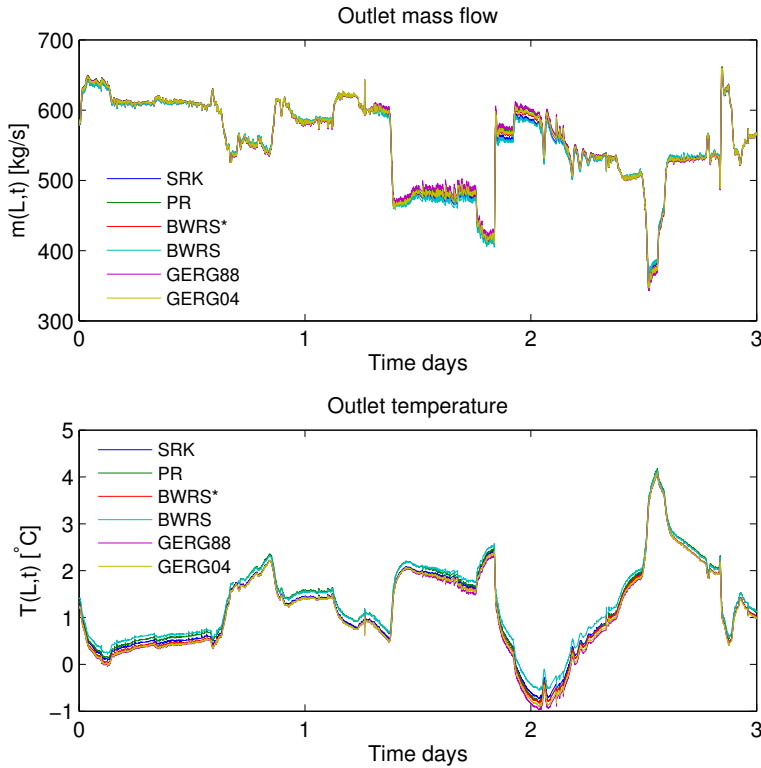 Outlet mass flow
700
600
500
400
300
m(L,t) [kg/s]
SRK
PR
BWRS*
BWRS
GERG88
GERG04
0
1
2
3
Time days
Outlet temperature
5
4
3
2
1
0
−1
T(L,t) [°C]
SRK
PR
BWRS*
BWRS
GERG88
GERG04
0
1
2
3
Time days